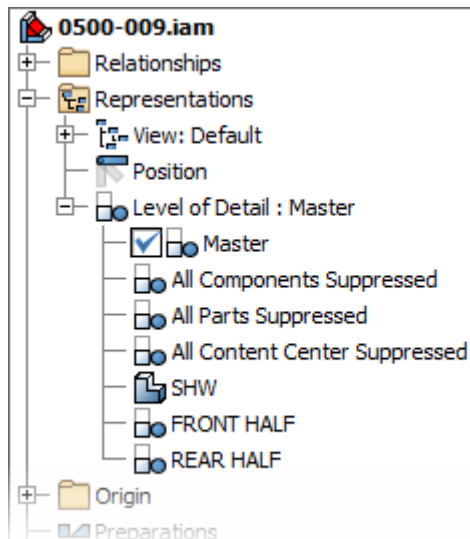 0500-009.iam
Relationships
Representations
View: Default
Position
Level of Detail : Master
Master
All Components Suppressed
All Parts Suppressed
All Content Center Suppressed
SHW
FRONT HALF
REAR HALF
Origin
Preparations